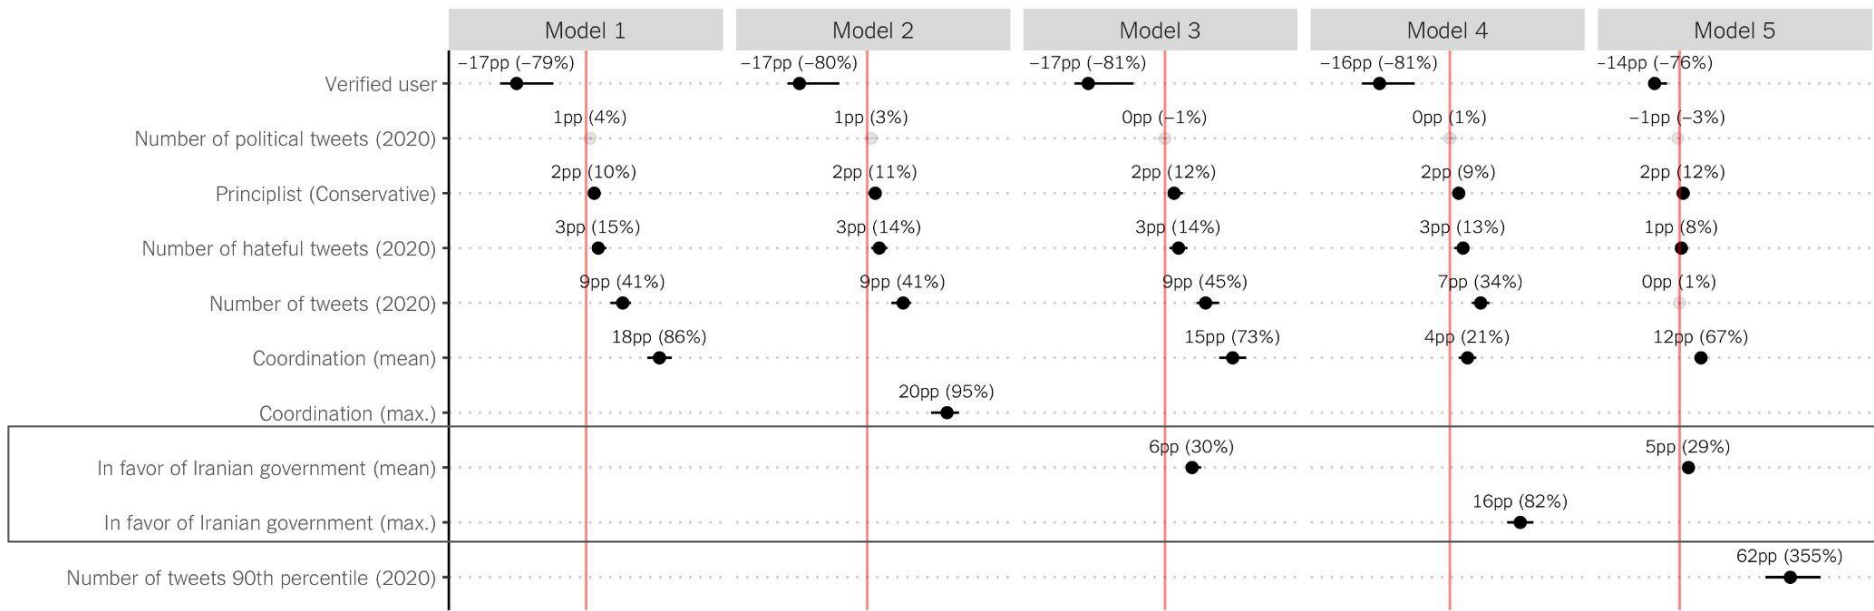 Model 1 Model 2 Model 3 Model 4 Model 5
Verified user −17pp (−79%) −17pp (−80%) −17pp (−81%) −16pp (−81%) −14pp (−76%)
Number of political tweets (2020) 1pp (4%) 1pp (3%) 0pp (−1%) 0pp (1%) −1pp (−3%)
Principlist (Conservative) 2pp (10%) 2pp (11%) 2pp (12%) 2pp (9%) 2pp (12%)
Number of hateful tweets (2020) 3pp (15%) 3pp (14%) 3pp (14%) 3pp (13%) 1pp (8%)
Number of tweets (2020) 9pp (41%) 9pp (41%) 9pp (45%) 7pp (34%) 0pp (1%)
Coordination (mean) 18pp (86%) 15pp (73%) 4pp (21%) 12pp (67%)
Coordination (max.) 20pp (95%)
In favor of Iranian government (mean) 6pp (30%) 5pp (29%)
In favor of Iranian government (max.) 16pp (82%)
Number of tweets 90th percentile (2020) 62pp (355%)